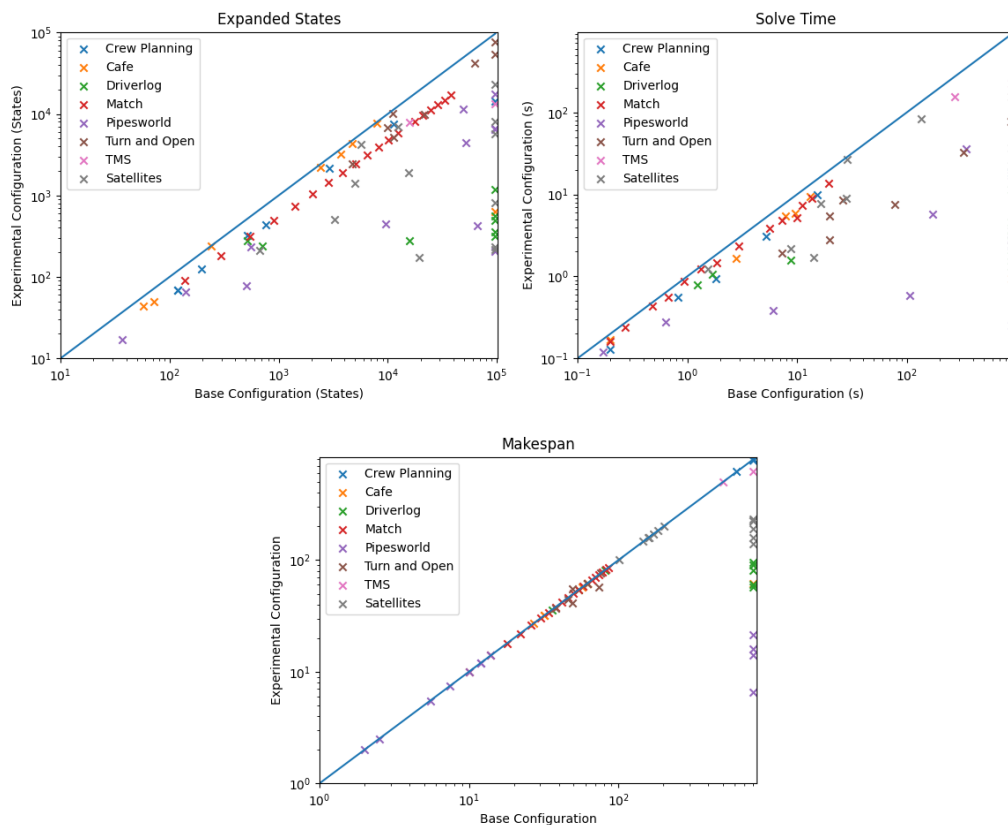 Expanded States
Experimental Configuration (States)
10^5
10^4
10^3
10^2
10^1
Crew Planning
Cafe
Driverlog
Match
Pipesworld
Turn and Open
TMS
Satellites
10^1
10^2
10^3
10^4
10^5
Base Configuration (States)
Solve Time
Experimental Configuration (s)
10^2
10^1
10^0
10^−1
Crew Planning
Cafe
Driverlog
Match
Pipesworld
Turn and Open
TMS
Satellites
10^−1
10^0
10^1
10^2
Base Configuration (s)
Makespan
Experimental Configuration
10^2
10^1
10^0
Crew Planning
Cafe
Driverlog
Match
Pipesworld
Turn and Open
TMS
Satellites
10^0
10^1
10^2
Base Configuration